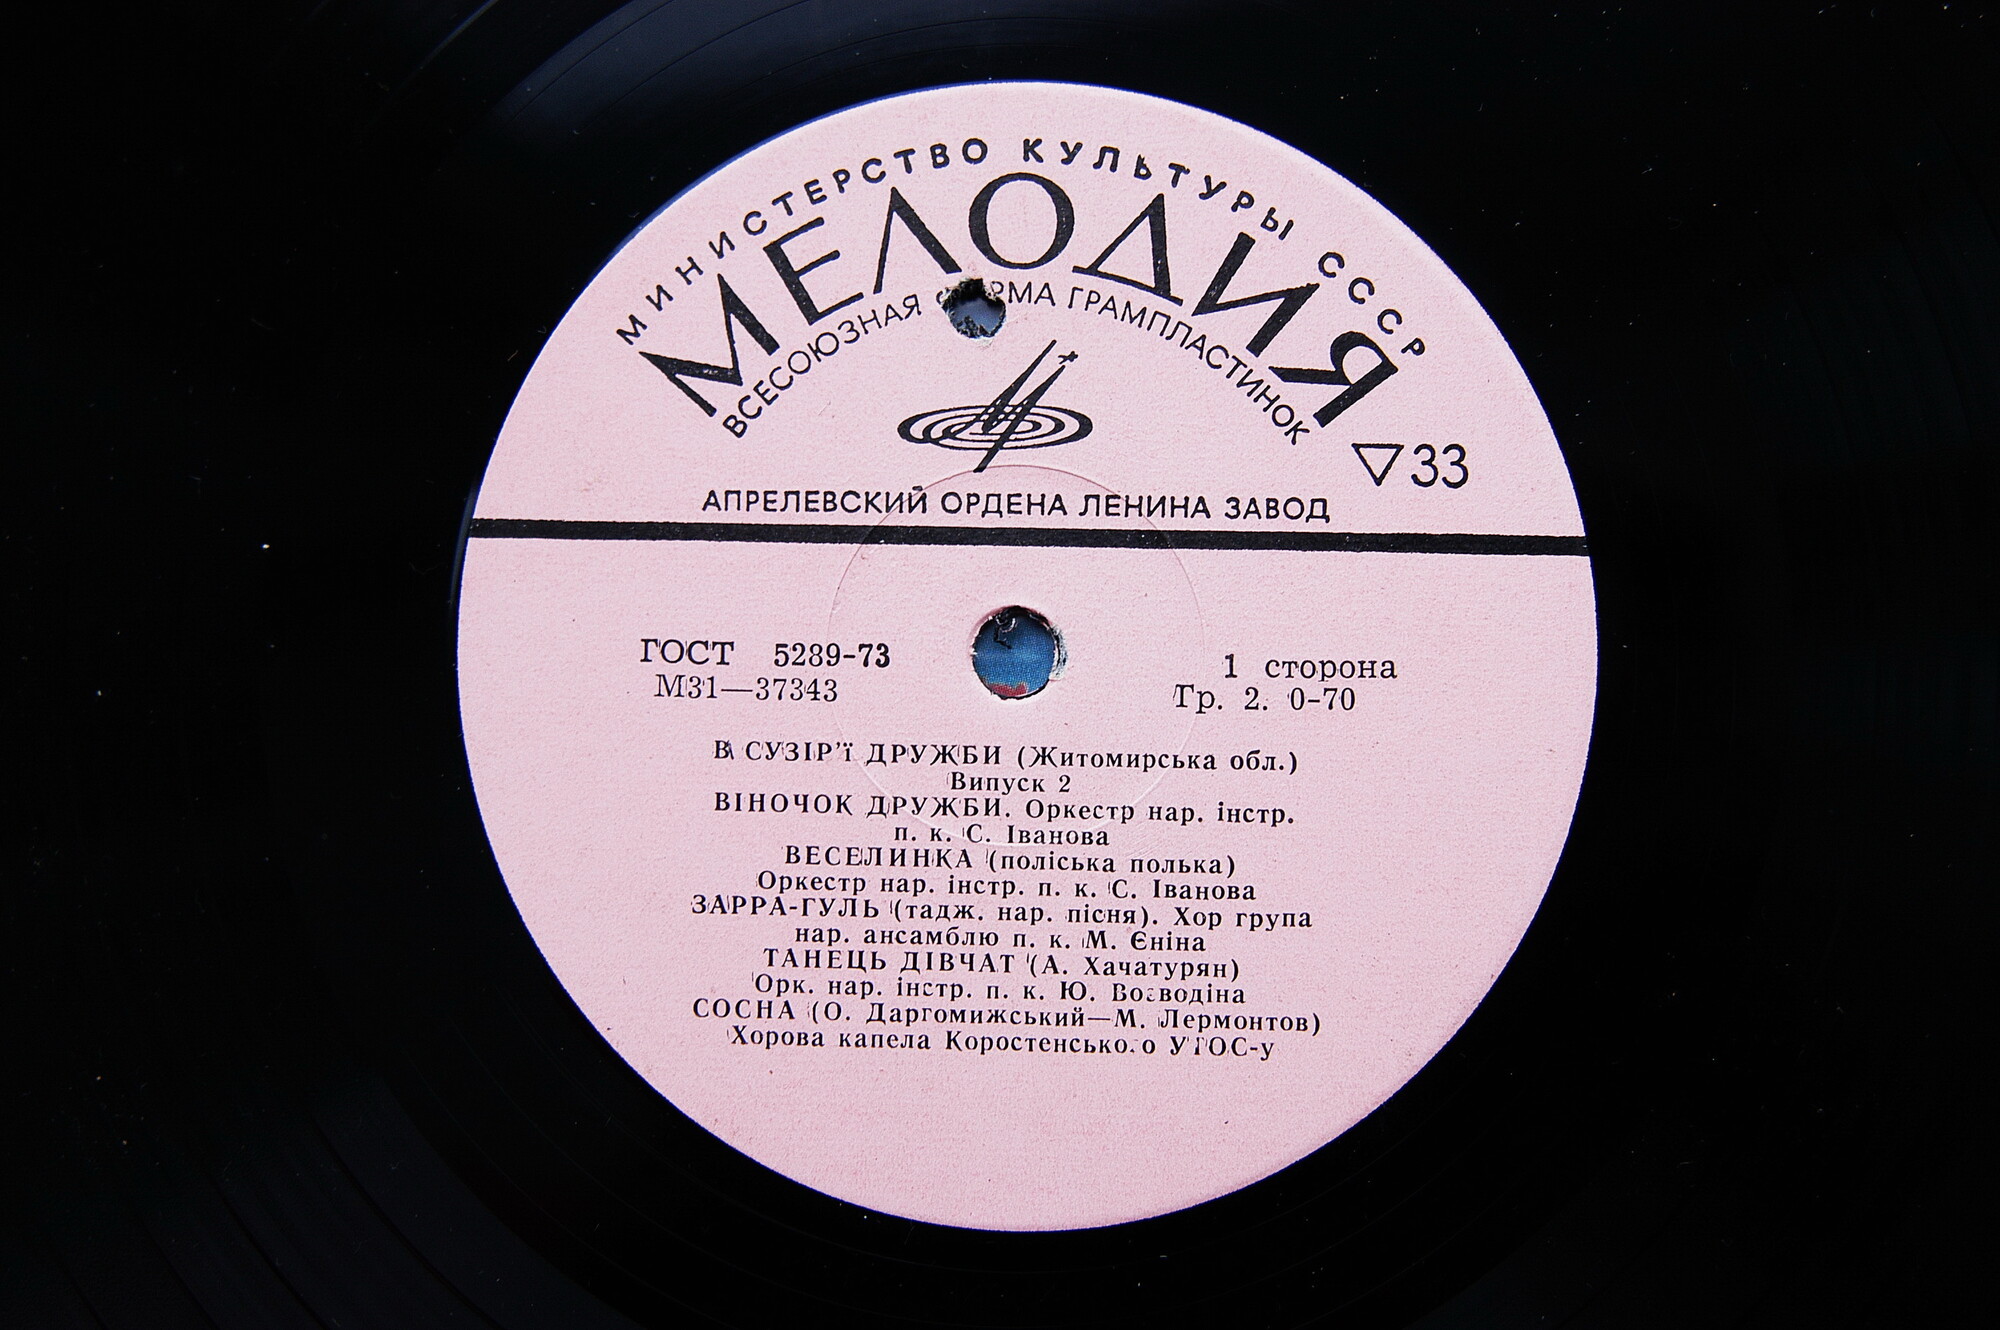 МИНИСТЕРСТВО КУЛЬТУРЫ СССР
МЕЛОДИЯ
ВСЕСОЮЗНАЯ ФИРМА ГРАМПЛАСТИНОК
▽33
АПРЕЛЕВСКИЙ ОРДЕНА ЛЕНИНА ЗАВОД
ГОСТ 5289-73
М31—37343
1 сторона
Гр. 2. 0-70
В СУЗІР'ї ДРУЖБИ (Житомирська обл.)
Випуск 2
ВІНОЧОК ДРУЖБИ. Оркестр нар. інстр.
п. к. С. Іванова
ВЕСЕЛИНКА (поліська полька)
Оркестр нар. інстр. п. к. С. Іванова
ЗАРРА-ГУЛЬ (тадж. нар. пісня). Хор група
нар. ансамблю п. к. М. Єніна
ТАНЕЦЬ ДІВЧАТ (А. Хачатурян)
Орк. нар. інстр. п. к. Ю. Воєводіна
СОСНА (О. Даргомижський—М. Лермонтов)
Хорова капела Коростенського УТОС-у